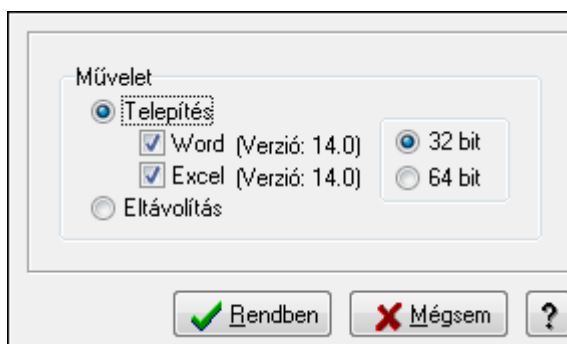 Művelet
Telepítés
Word (Verzió: 14.0)
32 bit
Excel (Verzió: 14.0)
64 bit
Eltávolítás
Rendben
Mégsem
?